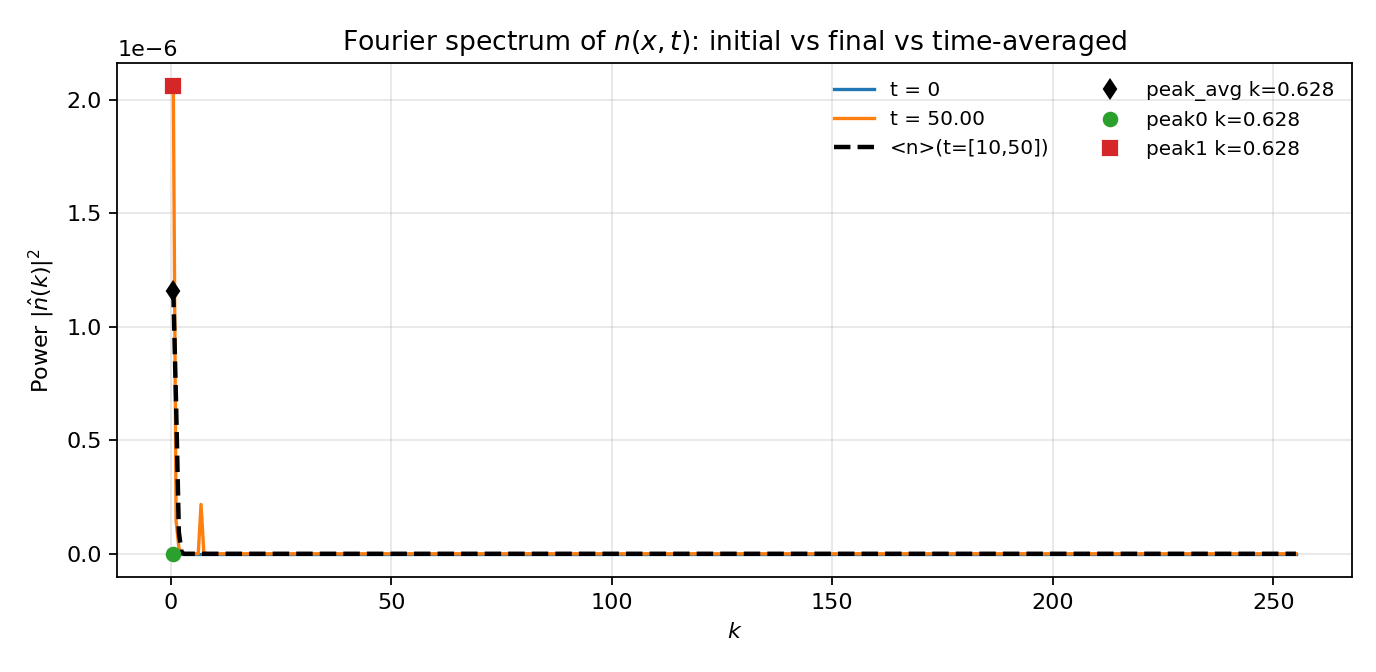 Fourier spectrum of n(x, t): initial vs final vs time-averaged
1e−6
Power |n̂(k)|²
2.0
1.5
1.0
0.5
0.0
t = 0
t = 50.00
<n>(t=[10,50])
peak_avg k=0.628
peak0 k=0.628
peak1 k=0.628
0 50 100 150 200 250
k